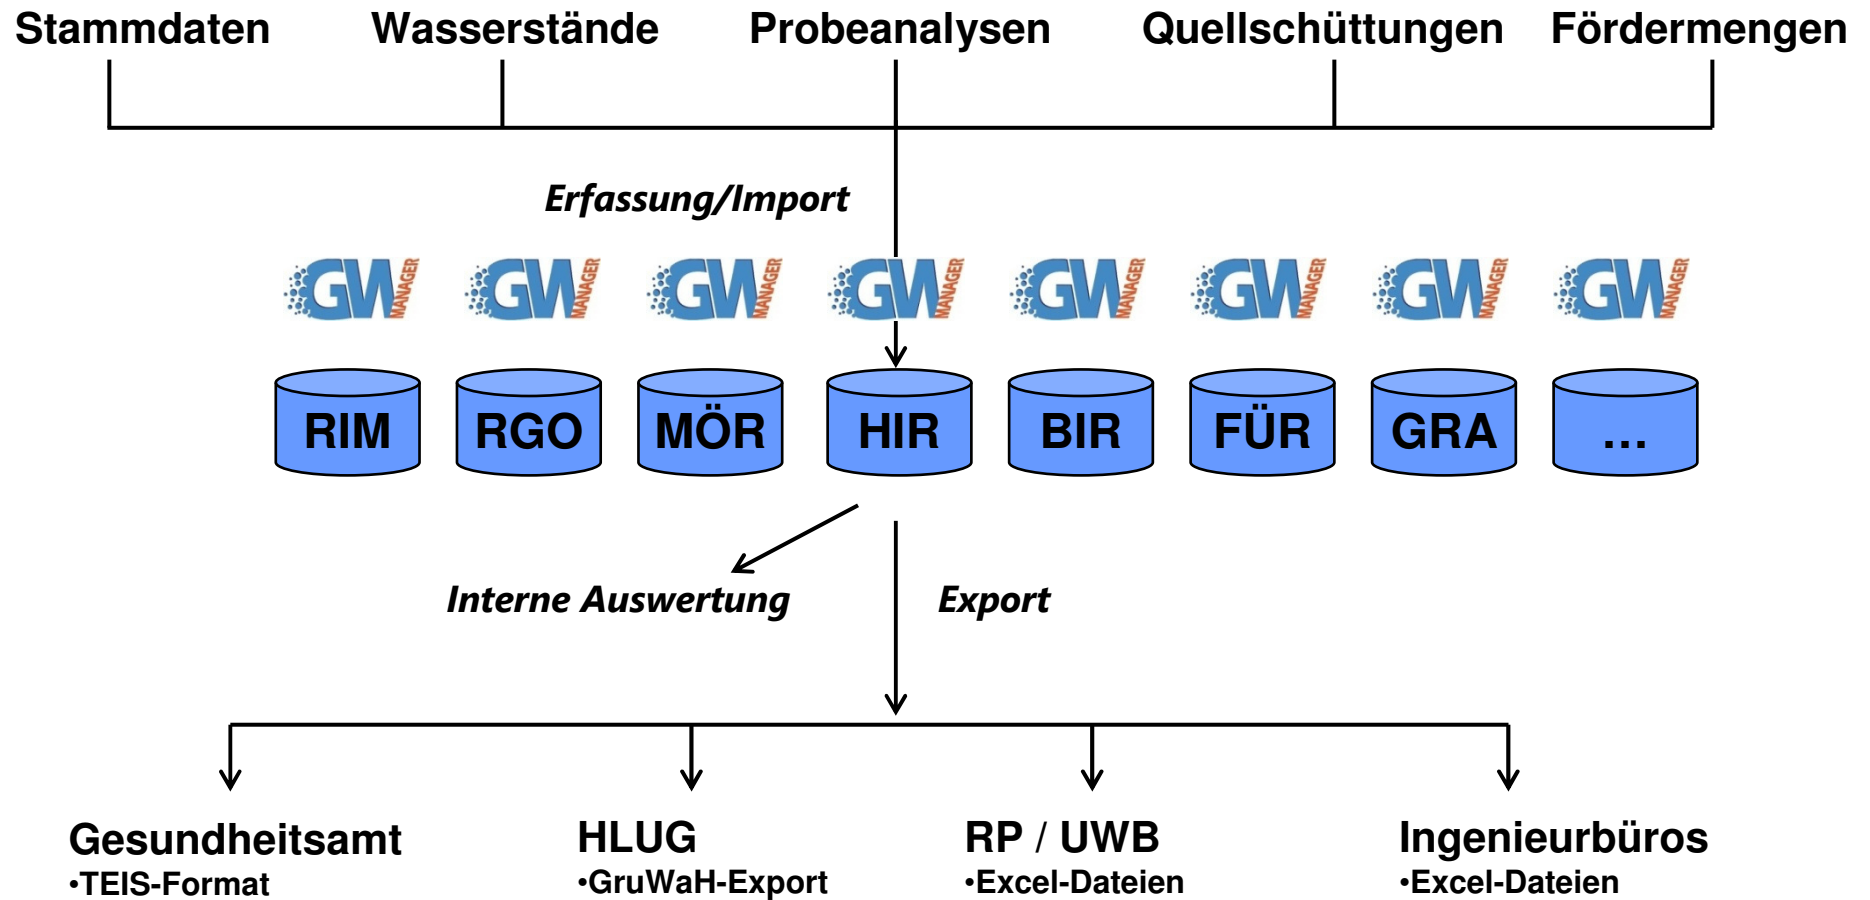 Stammdaten Wasserstände Probeanalysen Quellschüttungen Fördermengen
Erfassung/Import
GW MANAGER GW MANAGER GW MANAGER GW MANAGER GW MANAGER GW MANAGER GW MANAGER GW MANAGER
RIM RGO MÖR HIR BIR FÜR GRA ...
Interne Auswertung Export
Gesundheitsamt HLUG RP / UWB Ingenieurbüros
•TEIS-Format •GruWaH-Export •Excel-Dateien •Excel-Dateien